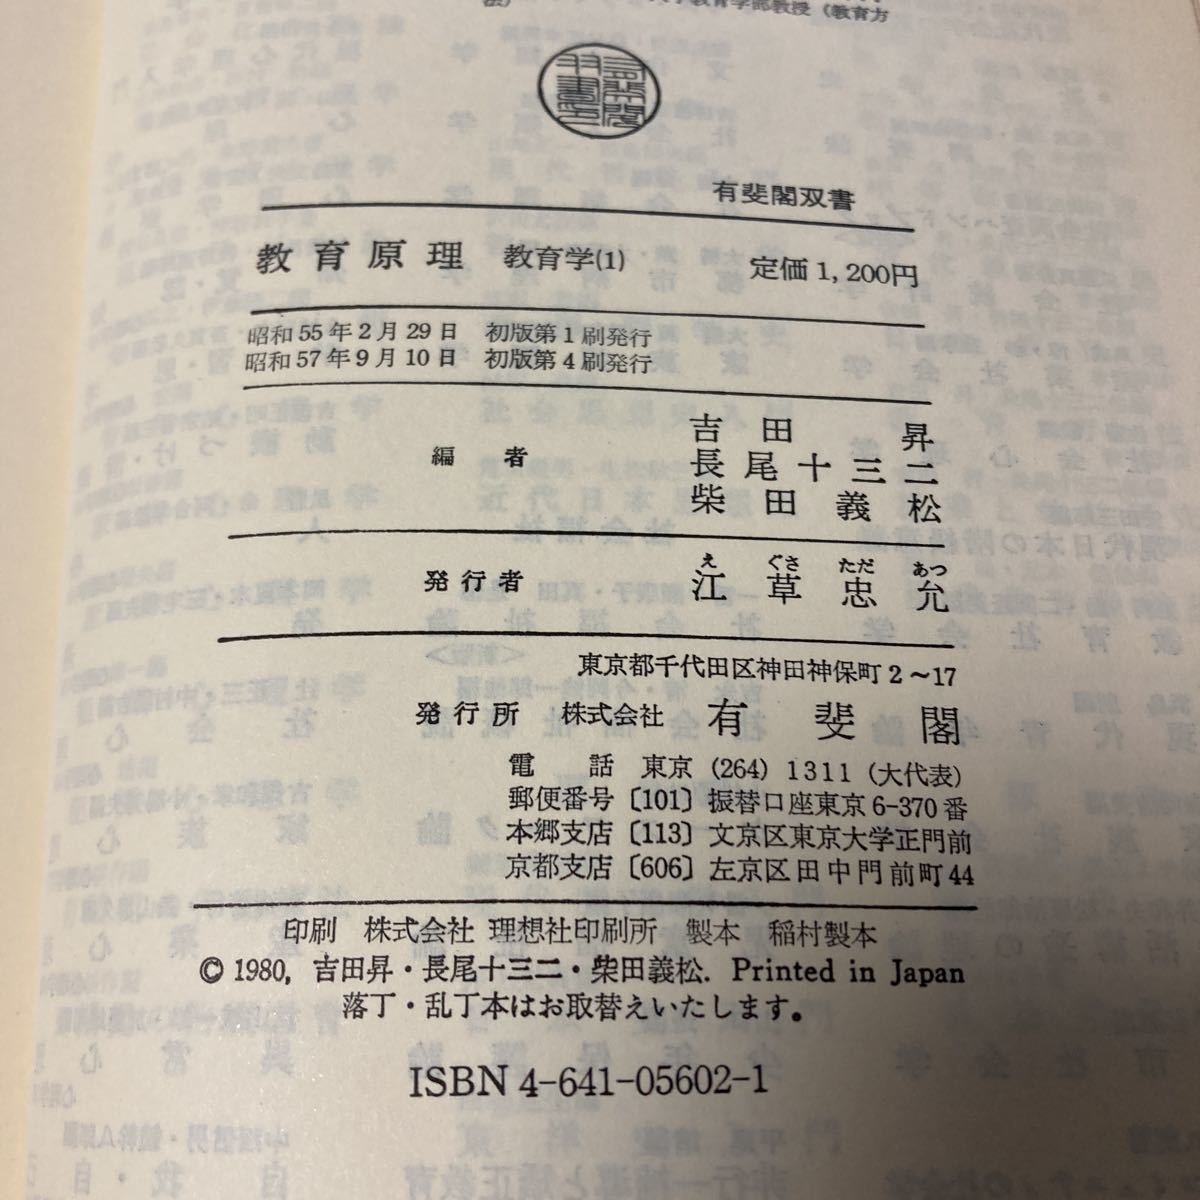 教育学部教授（教育方
法）
有斐閣双書
教育原理 教育学(1) 定価1,200円
昭和55年2月29日 初版第1刷発行
昭和57年9月10日 初版第4刷発行
編者
吉田昇
長尾十三二
柴田義松
え ぐさ ただ あつ
発行者 江草忠允
東京都千代田区神田神保町2～17
発行所 株式会社 有斐閣
電話 東京 (264) 1311 (大代表)
郵便番号〔101〕振替口座東京6-370番
本郷支店〔113〕文京区東京大学正門前
京都支店〔606〕左京区田中門前町44
印刷 株式会社 理想社印刷所 製本 稲村製本
© 1980, 吉田昇・長尾十三二・柴田義松. Printed in Japan
落丁・乱丁本はお取替えいたします。
ISBN 4-641-05602-1